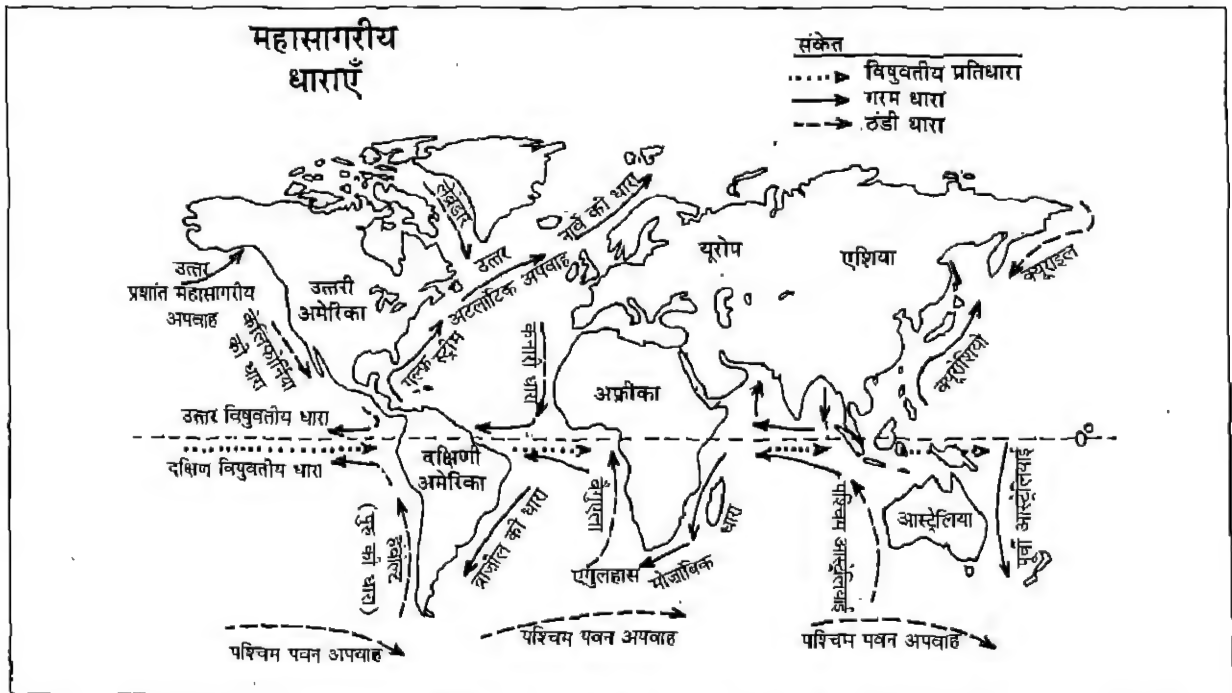 महासागरीय
धाराएँ
संकेत
विषुवतीय प्रतिधारा
गरम धारा
ठंडी धारा
लेब्रेडोर
नार्वे की धारा
यूरोप
एशिया
क्यूराइल
उत्तर
प्रशांत महासागरीय
अपवाह
उत्तरी
अमेरिका
उत्तर
अटलांटिक अपवाह
कैलिफोर्निया
की धारा
गल्फ़
स्ट्रीम
कनारी धारा
अफ्रीका
क्यूरोशियो
उत्तर विषुवतीय धारा
0°
दक्षिण विषुवतीय धारा
दक्षिणी
अमेरिका
ब्राज़ील की धारा
बेंगुएला
धारा
मोजांबिक
एगुलहास
पश्चिम आस्ट्रेलियाई
आस्ट्रेलिया
पूर्वी आस्ट्रेलियाई
हंबोल्ट
(पुरु की धारा)
पश्चिम पवन अपवाह
पश्चिम पवन अपवाह
पश्चिम पवन अपवाह